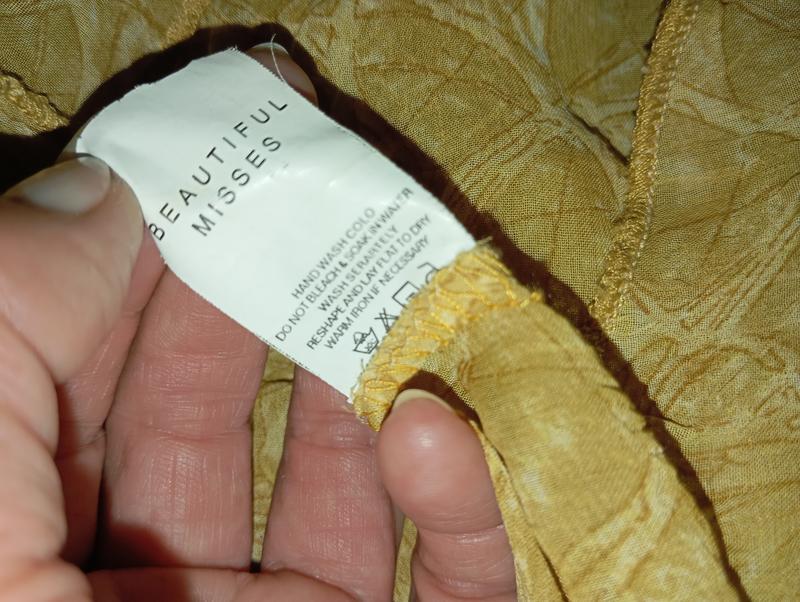 BEAUTIFUL
MISSES
HAND WASH COLD
DO NOT BLEACH & SOAK IN WATER
WASH SERARTELY
RESHAPE AND LAY FLAT TO DRY
WARM IRON IF NECESSARY